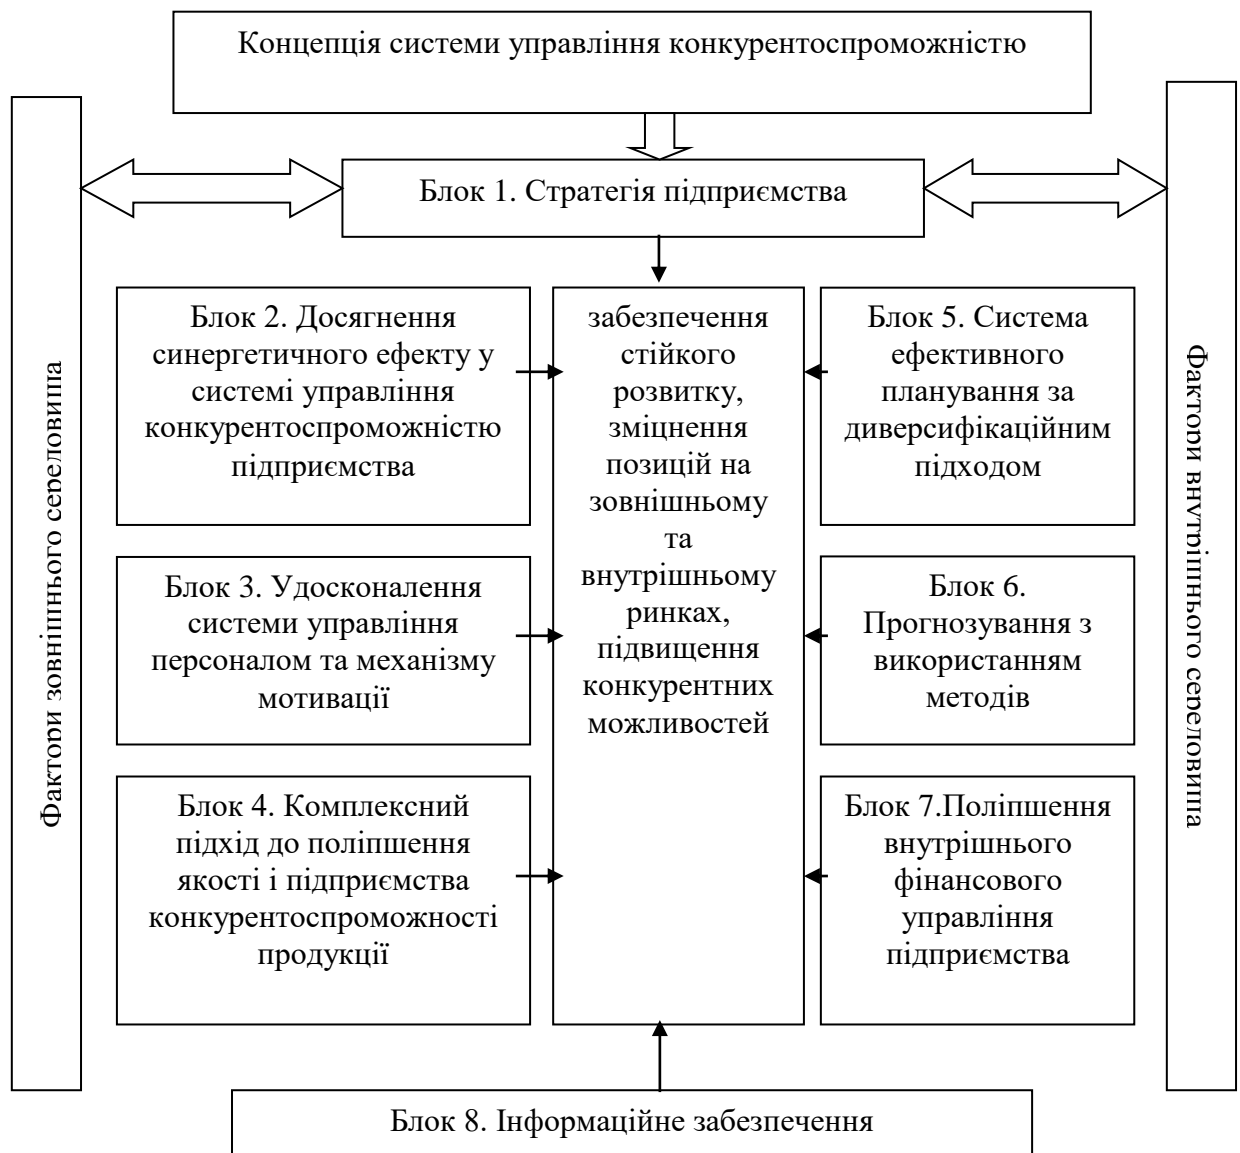 Концепція системи управління конкурентоспроможністю
Блок 1. Стратегія підприємства
Фактори зовнішнього середовища
Блок 2. Досягнення
синергетичного ефекту у
системі управління
конкурентоспроможністю
підприємства
Блок 3. Удосконалення
системи управління
персоналом та механізму
мотивації
Блок 4. Комплексний
підхід до поліпшення
якості і підприємства
конкурентоспроможності
продукції
забезпечення
стійкого
розвитку,
зміцнення
позицій на
зовнішньому
та
внутрішньому
ринках,
підвищення
конкурентних
можливостей
Блок 5. Система
ефективного
планування за
диверсифікаційним
підходом
Блок 6.
Прогнозування з
використанням
методів
Блок 7.Поліпшення
внутрішнього
фінансового
управління
підприємства
Фактори внутрішнього середовища
Блок 8. Інформаційне забезпечення